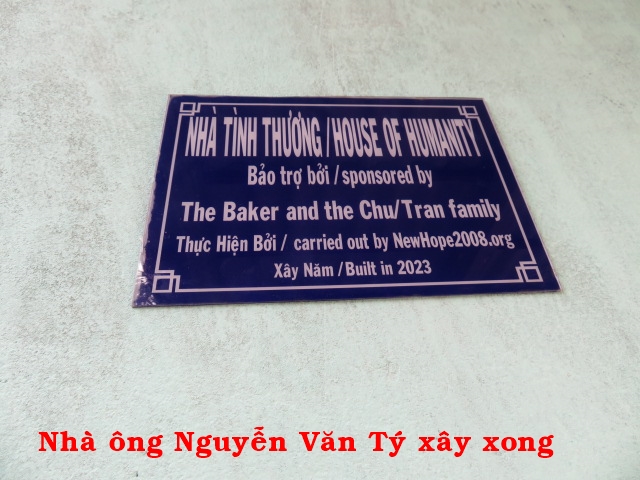 NHÀ TÌNH THƯƠNG / HOUSE OF HUMANITY
Bảo trợ bởi / sponsored by
The Baker and the Chu/Tran family
Thực Hiện Bởi / carried out by NewHope2008.org
Xây Năm / Built in 2023
Nhà ông Nguyễn Văn Tý xây xong